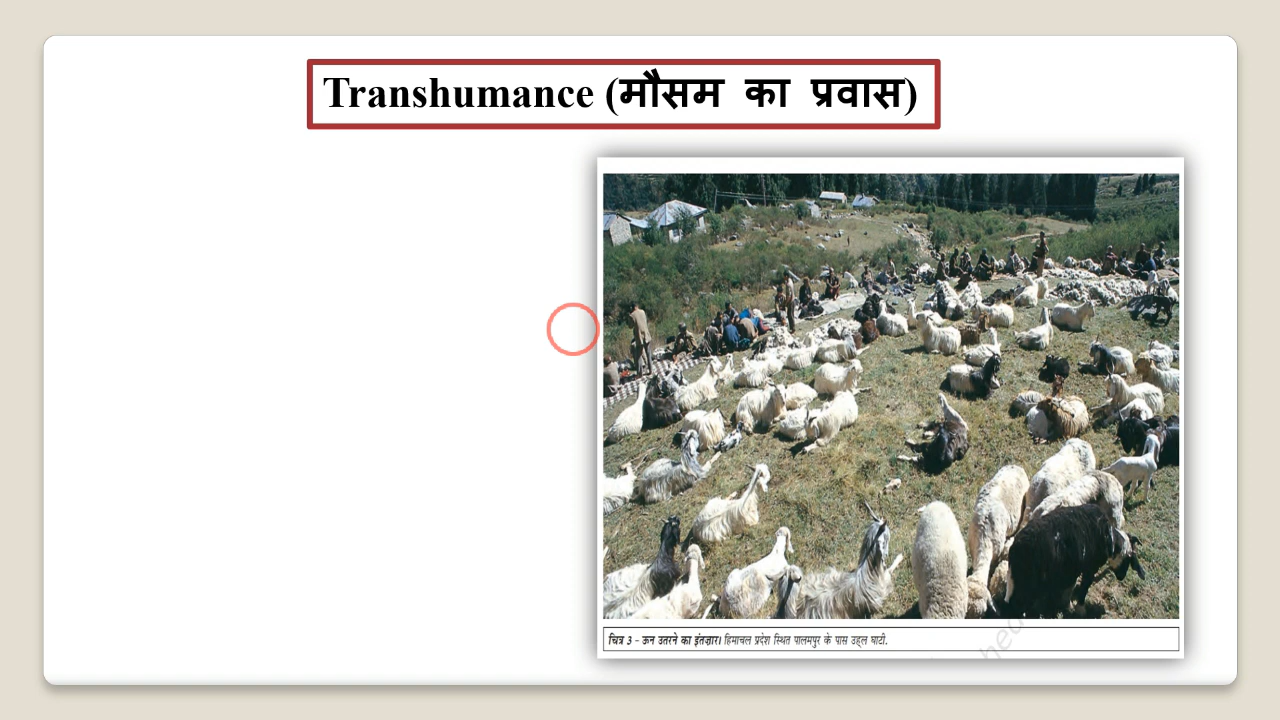 Transhumance (मौसम का प्रवास)
चित्र 3 - ऊन उतरने का इंतज़ार। हिमाचल प्रदेश स्थित पालमपुर के पास उहल घाटी.